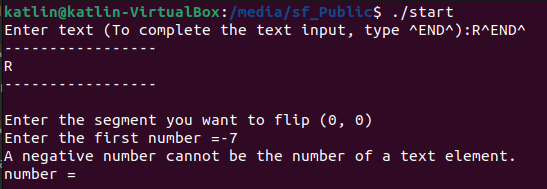 katlin@katlin-VirtualBox:/media/sf_Public$ ./start
Enter text (To complete the text input, type ^END^):R^END^
-----------------
R
-----------------
Enter the segment you want to flip (0, 0)
Enter the first number =-7
A negative number cannot be the number of a text element.
number =